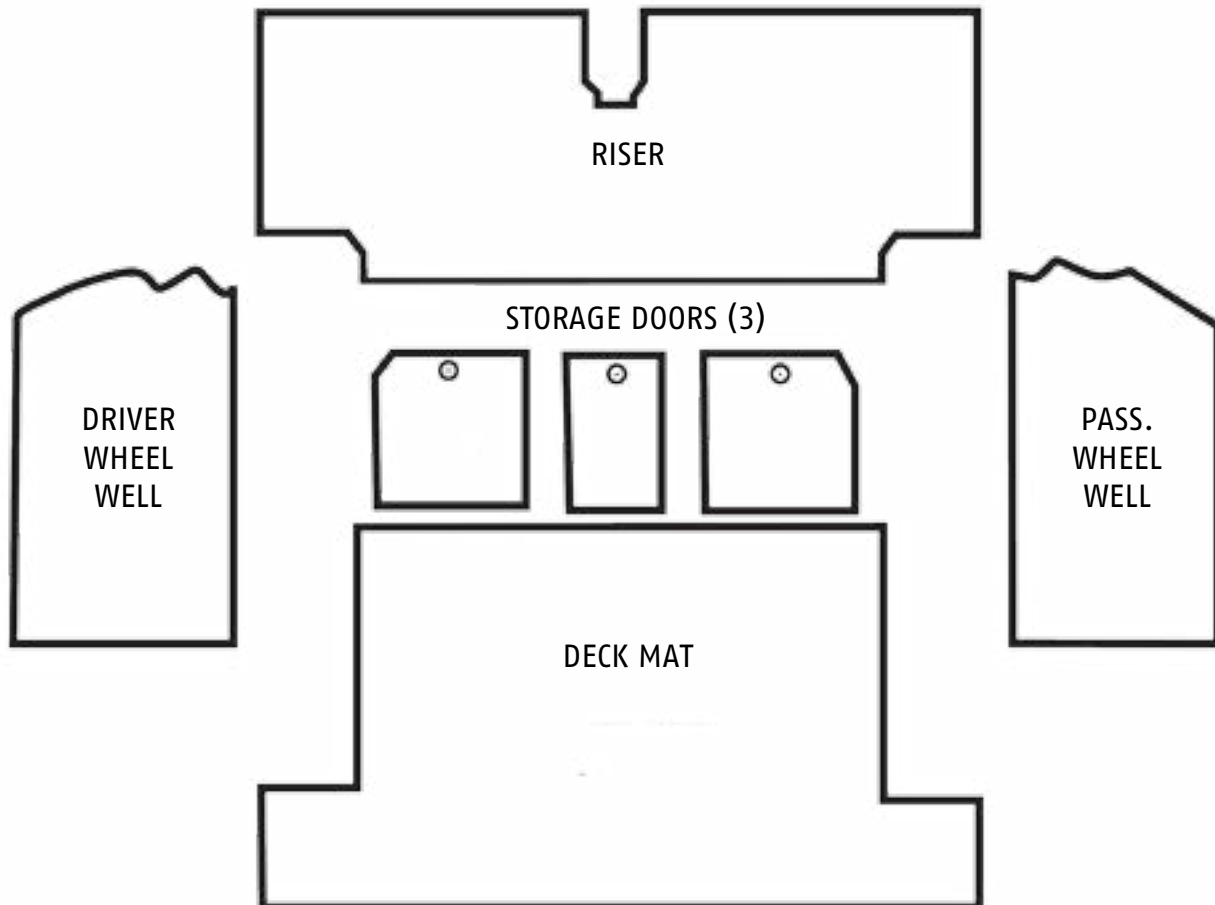 RISER
STORAGE DOORS (3)
DRIVER
WHEEL
WELL
PASS.
WHEEL
WELL
DECK MAT